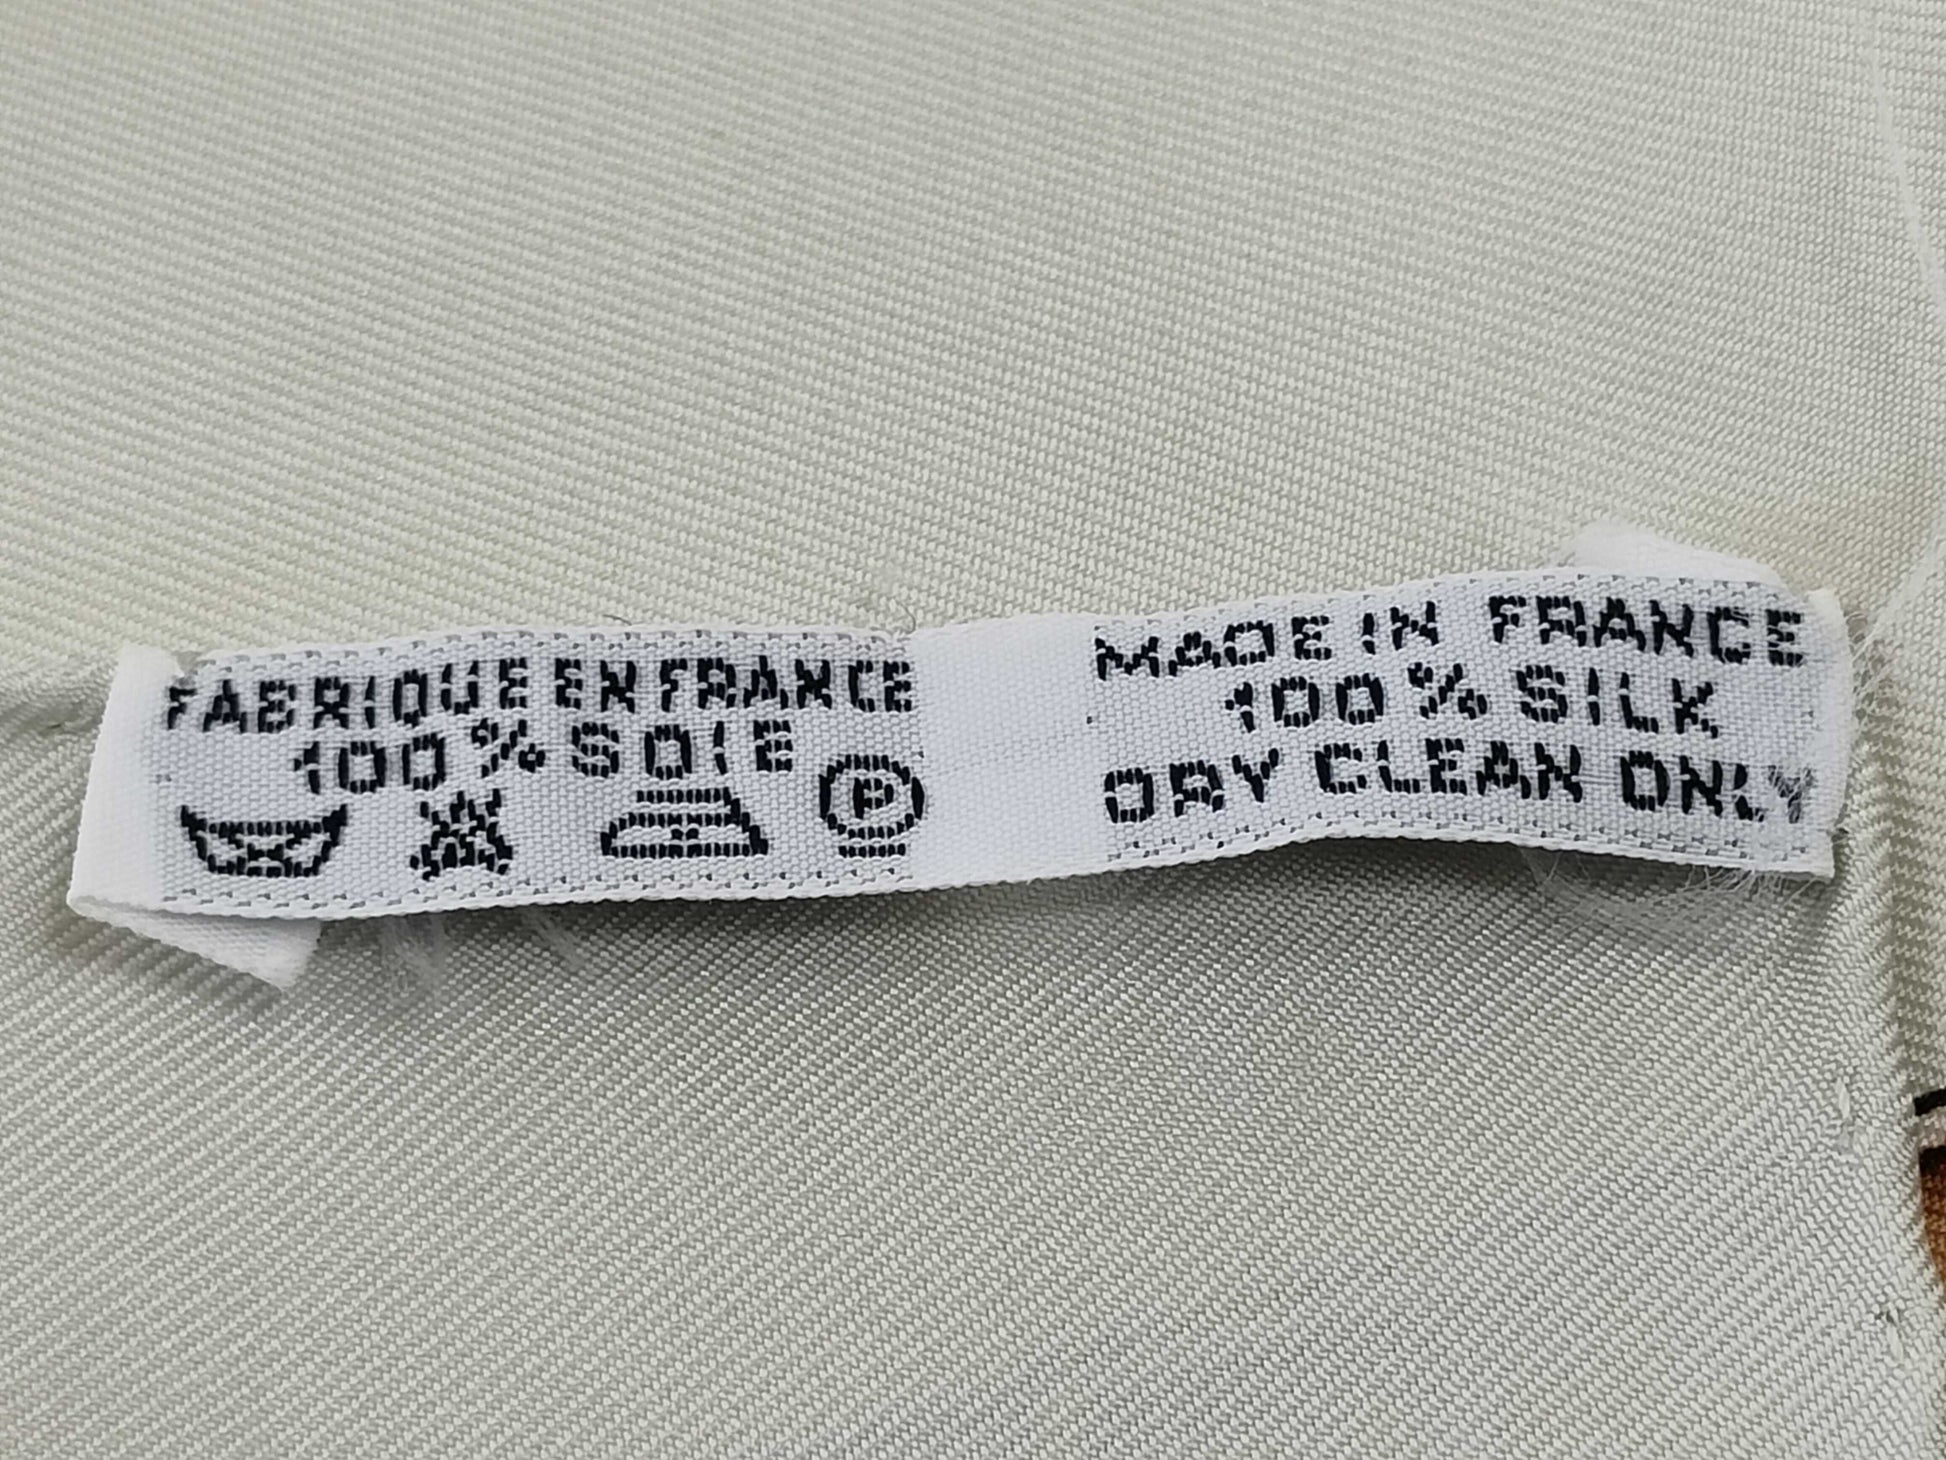 FABRIQUE EN FRANCE
100 % SOIE
P
MADE IN FRANCE
100 % SILK
DRY CLEAN ONLY